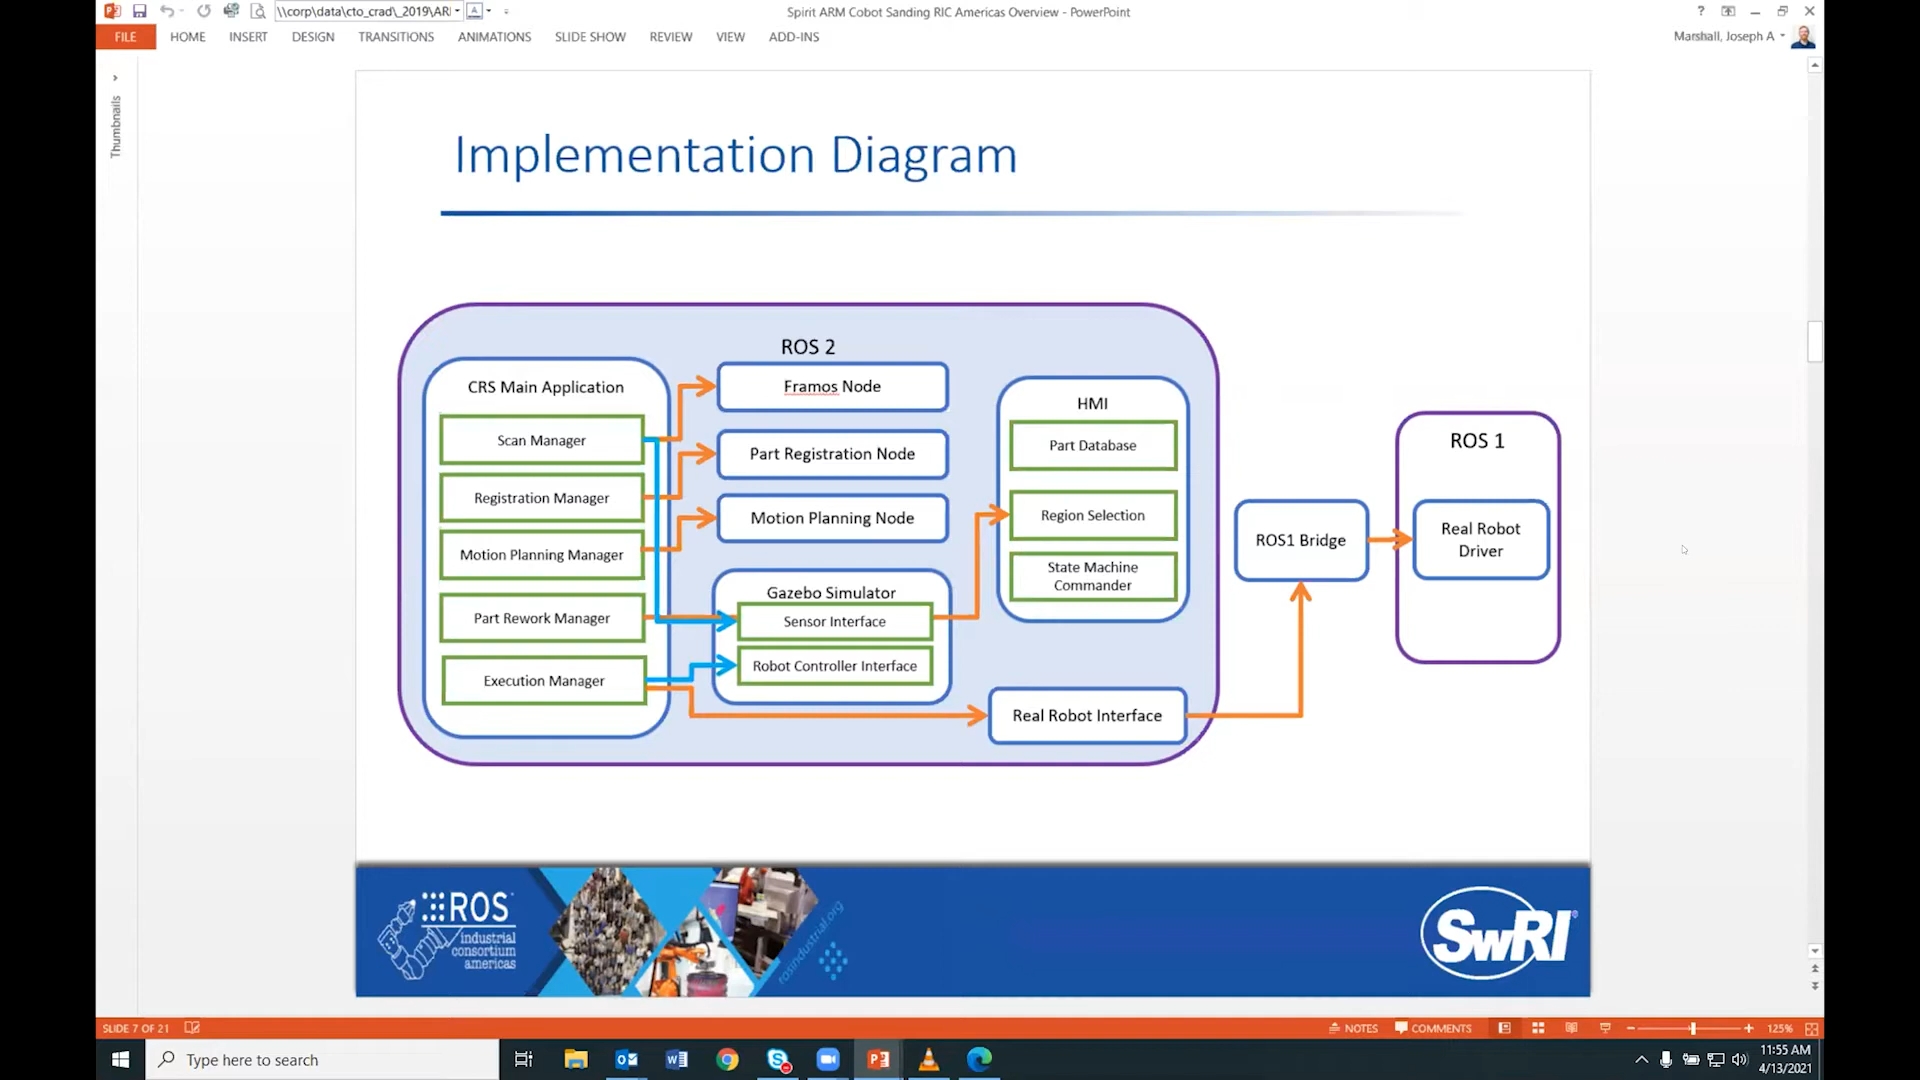 \\corp\data\cto_crad\_2019\ARI
A
Spirit ARM Cobot Sanding RIC Americas Overview - PowerPoint
?
FILE
HOME
INSERT
DESIGN
TRANSITIONS
ANIMATIONS
SLIDE SHOW
REVIEW
VIEW
ADD-INS
Marshall, Joseph A
Thumbnails
Implementation Diagram
ROS 2
CRS Main Application
Scan Manager
Registration Manager
Motion Planning Manager
Part Rework Manager
Execution Manager
Framos Node
Part Registration Node
Motion Planning Node
Gazebo Simulator
Sensor Interface
Robot Controller Interface
HMI
Part Database
Region Selection
State Machine
Commander
Real Robot Interface
ROS1 Bridge
ROS 1
Real Robot
Driver
ROS
industrial
consortium
americas
rosindustrial.org
SwRI®
SLIDE 7 OF 21
NOTES
COMMENTS
125%
Type here to search
11:55 AM
4/13/2021